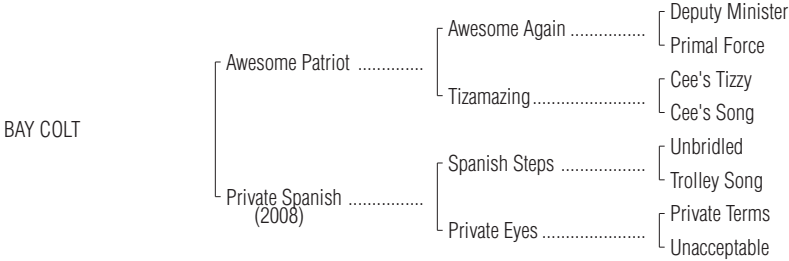 Deputy Minister
Awesome Again ................
Primal Force
Awesome Patriot ..............
Cee's Tizzy
Tizamazing........................
Cee's Song
BAY COLT
Unbridled
Spanish Steps ..................
Trolley Song
Private Spanish ................
(2008)
Private Terms
Private Eyes ......................
Unacceptable